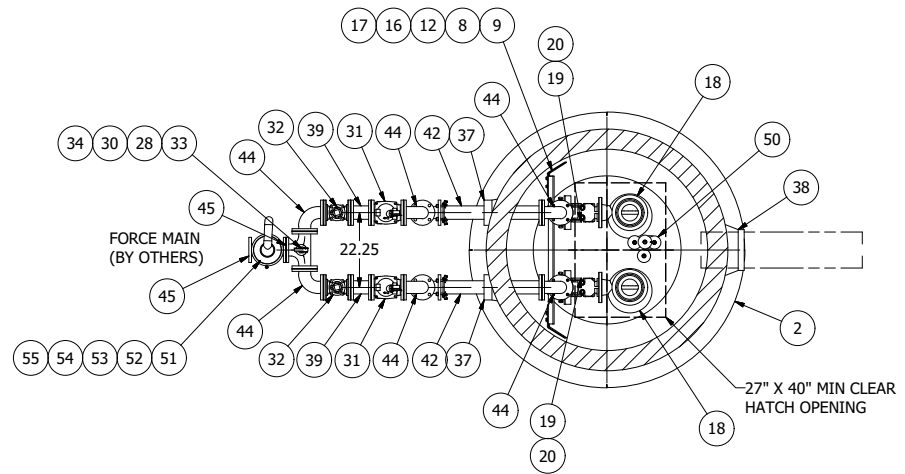 17 16 12 8 9
20
19
18
34 30 28 33
44
32 39 31 44 42 37
44
50
38
45
FORCE MAIN
(BY OTHERS)
22.25
45
44
55 54 53 52 51
32 39 31 44 42 37
44
19
20
18
2
27" X 40" MIN CLEAR
HATCH OPENING